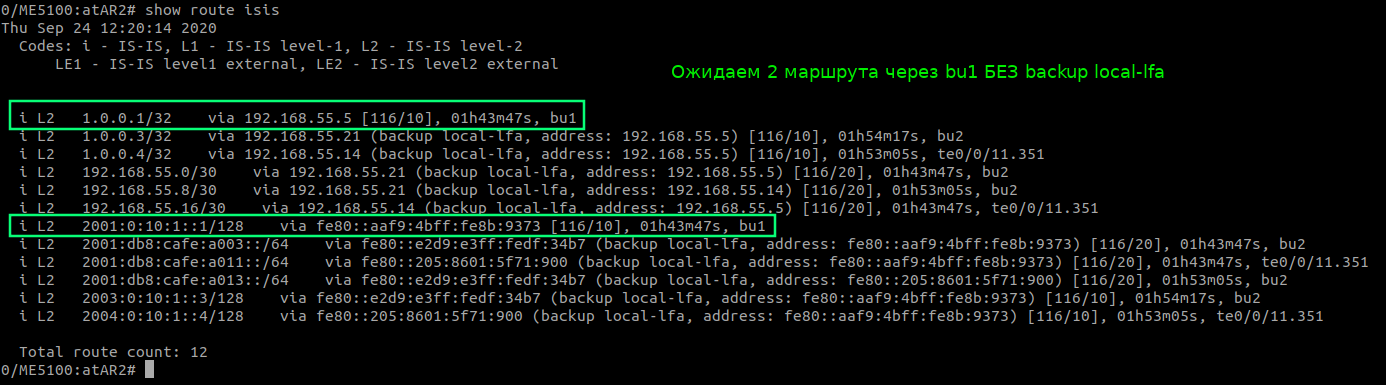 0/ME5100:atAR2# show route isis
Thu Sep 24 12:20:14 2020
Codes: i - IS-IS, L1 - IS-IS level-1, L2 - IS-IS level-2
LE1 - IS-IS level1 external, LE2 - IS-IS level2 external
Ожидаем 2 маршрута через bu1 БЕЗ backup local-lfa
i L2 1.0.0.1/32 via 192.168.55.5 [116/10], 01h43m47s, bu1
i L2 1.0.0.3/32 via 192.168.55.21 (backup local-lfa, address: 192.168.55.5) [116/10], 01h54m17s, bu2
i L2 1.0.0.4/32 via 192.168.55.14 (backup local-lfa, address: 192.168.55.5) [116/10], 01h53m05s, te0/0/11.351
i L2 192.168.55.0/30 via 192.168.55.21 (backup local-lfa, address: 192.168.55.5) [116/20], 01h43m47s, bu2
i L2 192.168.55.8/30 via 192.168.55.21 (backup local-lfa, address: 192.168.55.14) [116/20], 01h53m05s, bu2
i L2 192.168.55.16/30 via 192.168.55.14 (backup local-lfa, address: 192.168.55.5) [116/20], 01h43m47s, te0/0/11.351
i L2 2001:0:10:1::1/128 via fe80::aaf9:4bff:fe8b:9373 [116/10], 01h43m47s, bu1
i L2 2001:db8:cafe:a003::/64 via fe80::e2d9:e3ff:fedf:34b7 (backup local-lfa, address: fe80::aaf9:4bff:fe8b:9373) [116/20], 01h43m47s, bu2
i L2 2001:db8:cafe:a011::/64 via fe80::205:8601:5f71:900 (backup local-lfa, address: fe80::aaf9:4bff:fe8b:9373) [116/20], 01h43m47s, te0/0/11.351
i L2 2001:db8:cafe:a013::/64 via fe80::e2d9:e3ff:fedf:34b7 (backup local-lfa, address: fe80::205:8601:5f71:900) [116/20], 01h53m05s, bu2
i L2 2003:0:10:1::3/128 via fe80::e2d9:e3ff:fedf:34b7 (backup local-lfa, address: fe80::aaf9:4bff:fe8b:9373) [116/10], 01h54m17s, bu2
i L2 2004:0:10:1::4/128 via fe80::205:8601:5f71:900 (backup local-lfa, address: fe80::aaf9:4bff:fe8b:9373) [116/10], 01h53m05s, te0/0/11.351
Total route count: 12
0/ME5100:atAR2#